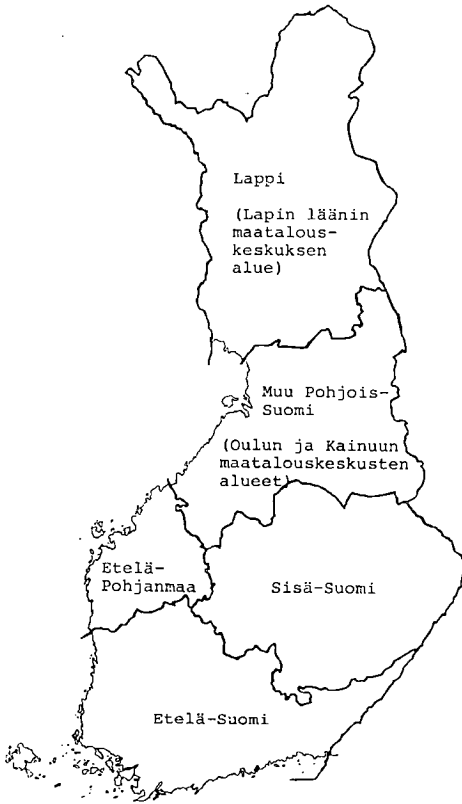 Lappi
(Lapin läänin
maatalous-
keskuksen
alue)
Muu Pohjois-
Suomi
(Oulun ja Kainuun
maatalouskeskusten
alueet)
Etelä-
Pohjanmaa
Sisä-Suomi
Etelä-Suomi